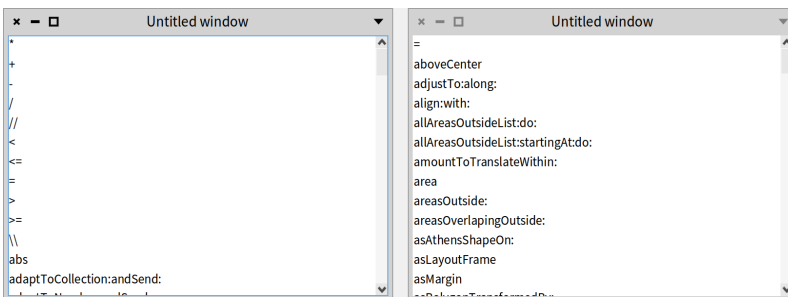 Untitled window
*
+
-
/
//
<
<=
=
>
>=
\\
abs
adaptToCollection:andSend:
Untitled window
=
aboveCenter
adjustTo:along:
align:with:
allAreasOutsideList:do:
allAreasOutsideList:startingAt:do:
amountToTranslateWithin:
area
areasOutside:
areasOverlapingOutside:
asAthensShapeOn:
asLayoutFrame
asMargin